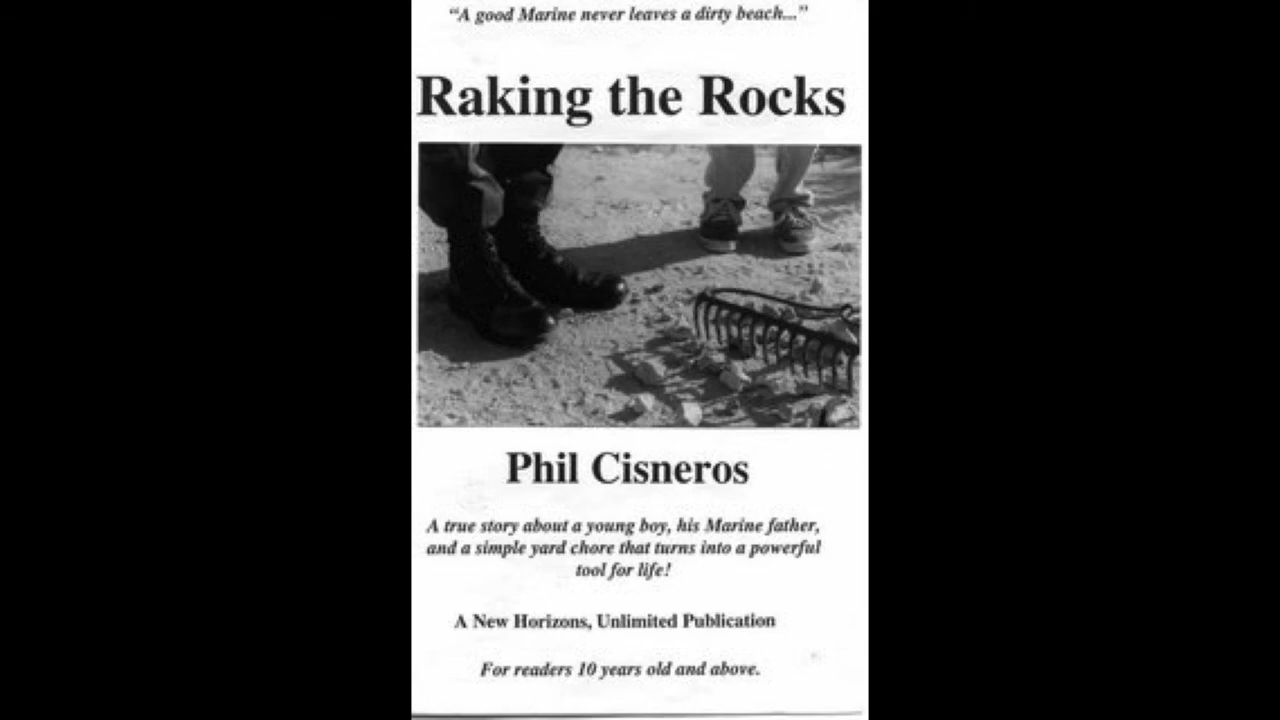 “A good Marine never leaves a dirty beach...”
Raking the Rocks
Phil Cisneros
A true story about a young boy, his Marine father,
and a simple yard chore that turns into a powerful
tool for life!
A New Horizons, Unlimited Publication
For readers 10 years old and above.